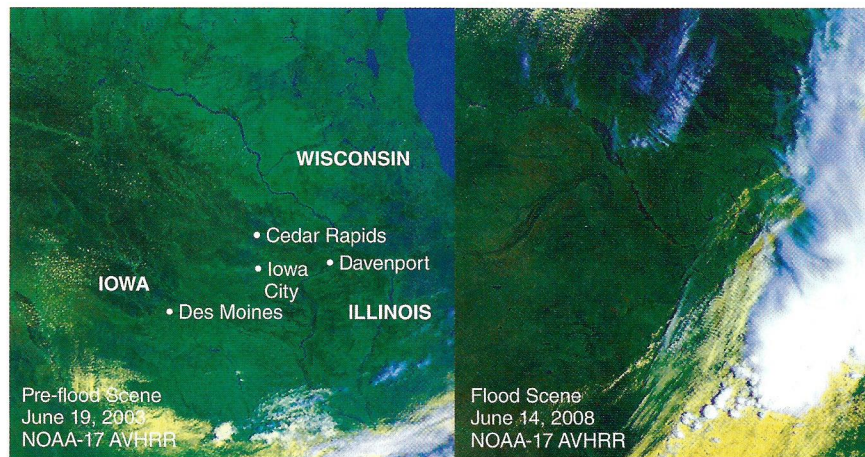 WISCONSIN
• Cedar Rapids
• Davenport
• Iowa
City
IOWA
• Des Moines
ILLINOIS
Pre-flood Scene
June 19, 2003
NOAA-17 AVHRR
Flood Scene
June 14, 2008
NOAA-17 AVHRR